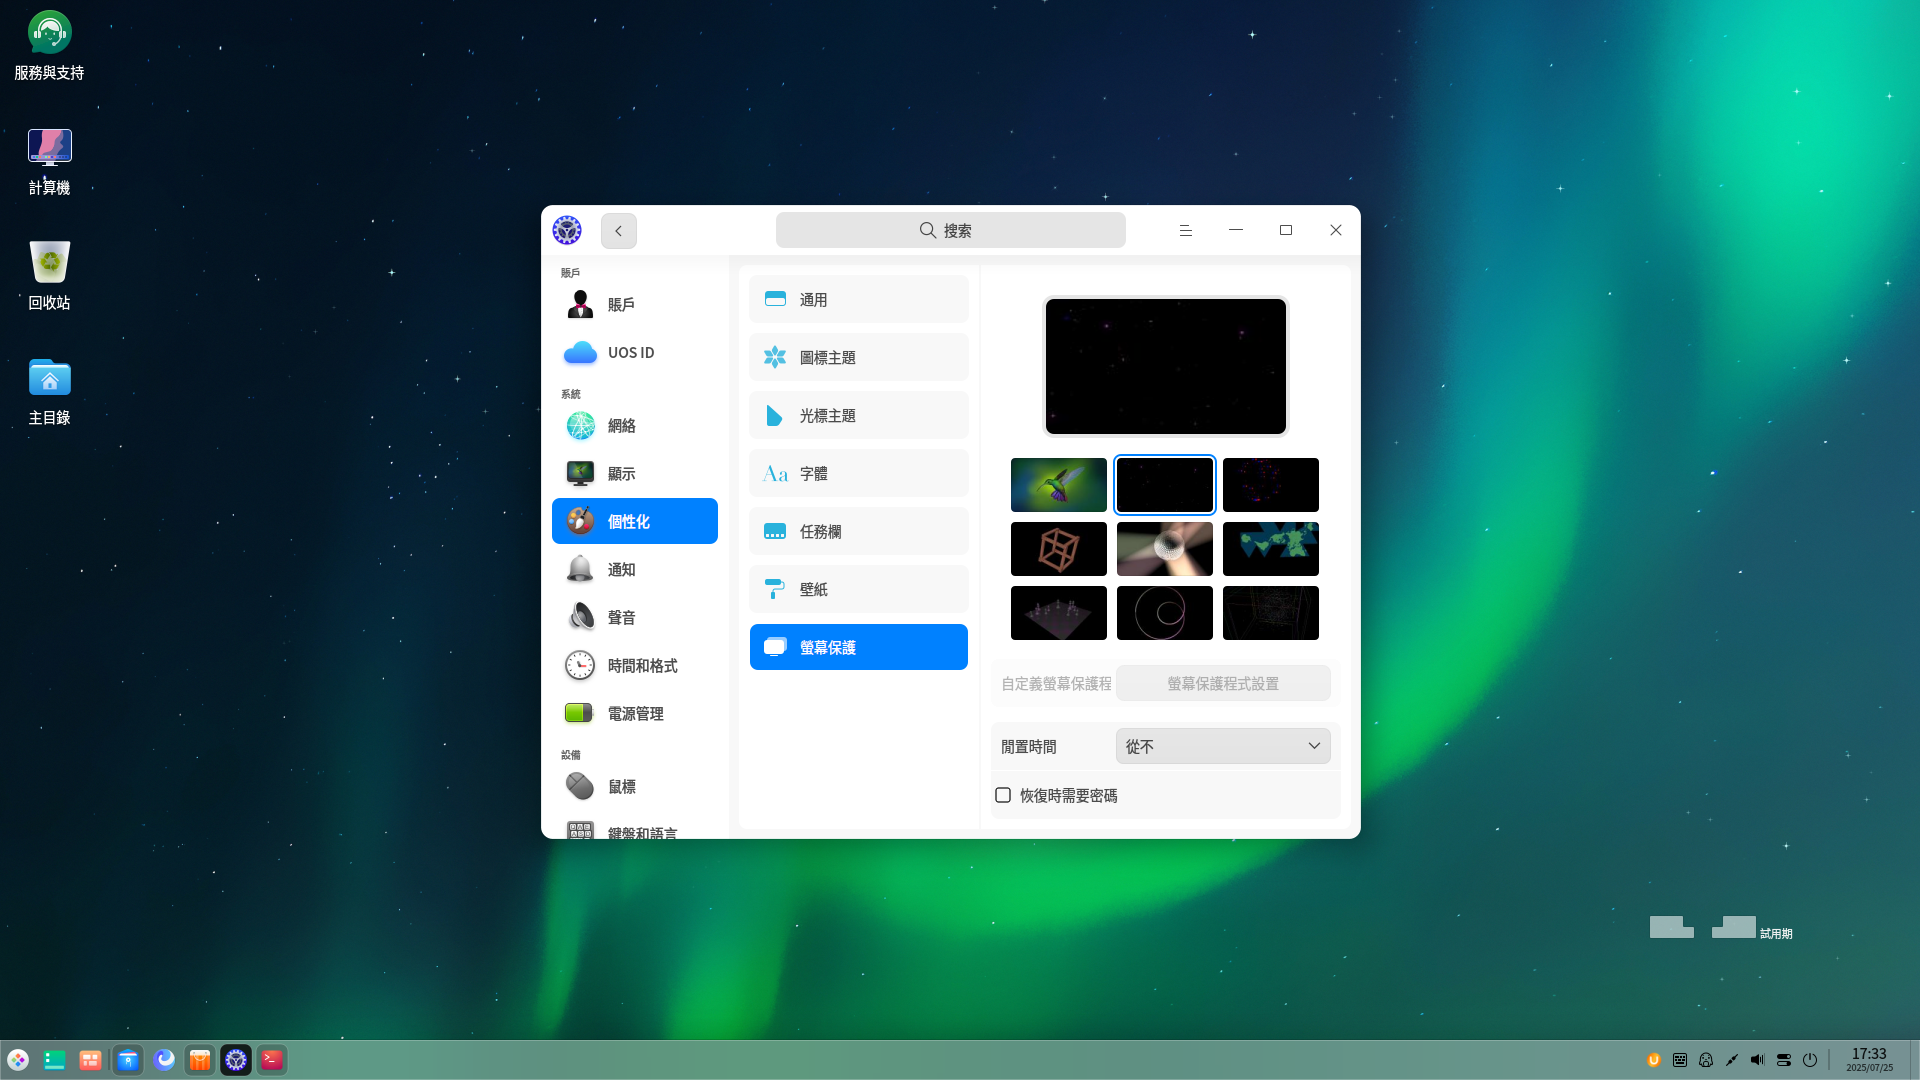 服務與支持
計算機
回收站
主目錄
搜索
賬戶
賬戶
UOS ID
系統
網絡
顯示
個性化
通知
聲音
時間和格式
電源管理
設備
鼠標
鍵盤和語言
通用
圖標主題
光標主題
Aa 字體
任務欄
壁紙
螢幕保護
自定義螢幕保護程
螢幕保護程式設置
閒置時間
從不
恢復時需要密碼
試用期
17:33
2025/07/25